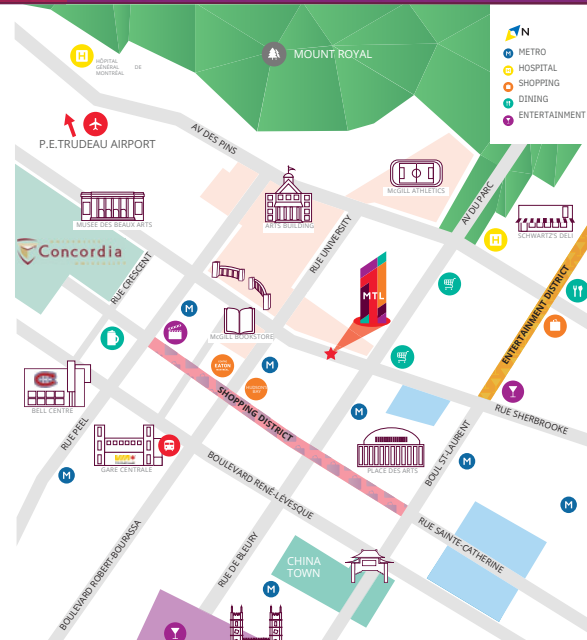 N
M METRO
H HOSPITAL
SHOPPING
DINING
ENTERTAINMENT
H
HÔPITAL
GÉNÉRAL DE
MONTRÉAL
MOUNT ROYAL
P.E.TRUDEAU AIRPORT
AV DES PINS
McGILL ATHLETICS
AV DU PARC
MUSEE DES BEAUX ARTS
ARTS BUILDING
SCHWARTZ'S DELI
H
UNIVERSITÉ
Concordia
UNIVERSITY
RUE CRESCENT
RUE UNIVERSITY
MTL
ENTERTAINMENT DISTRICT
M
McGILL BOOKSTORE
EATON
M
HUDSON'S
BAY
SHOPPING DISTRICT
BELL CENTRE
RUE PEEL
M
RUE SHERBROOKE
GARE CENTRALE
PLACE DES ARTS
BOUL ST-LAURENT
M
M
BOULEVARD RENÉ-LÉVESQUE
M
RUE SAINTE-CATHERINE
BOULEVARD ROBERT-BOURASSA
RUE DE BLEURY
CHINA
TOWN
M